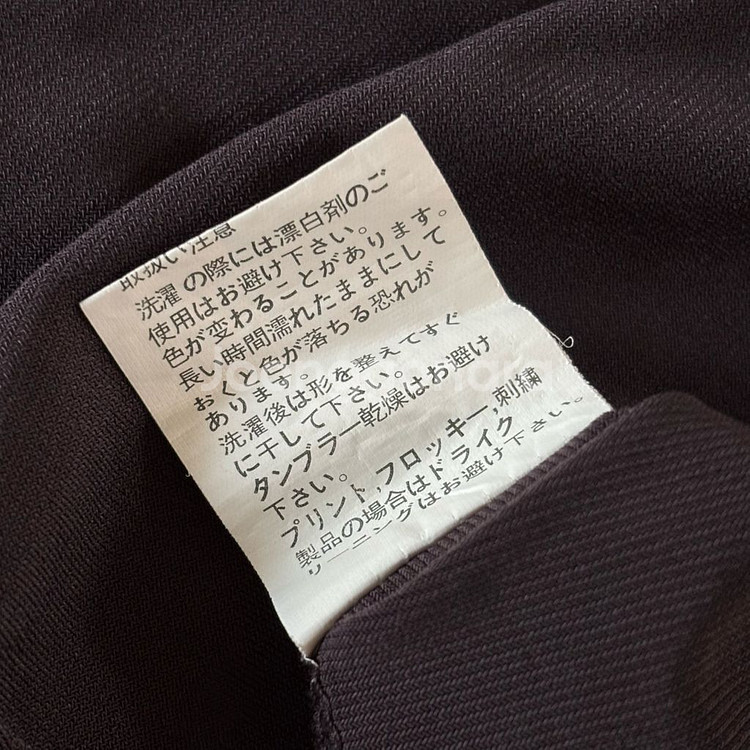 取扱い注意
洗濯の際には漂白剤のご
使用はお避け下さい。
色が変わることがあります。
長い時間濡れたままにして
おくと色が落ちる恐れが
あります。
洗濯後は形を整えてすぐ
に干して下さい。
タンブラー乾燥はお避け
下さい。
プリント,フロッキー,刺繍
製品の場合はドライク
リーニングはお避け下さい。